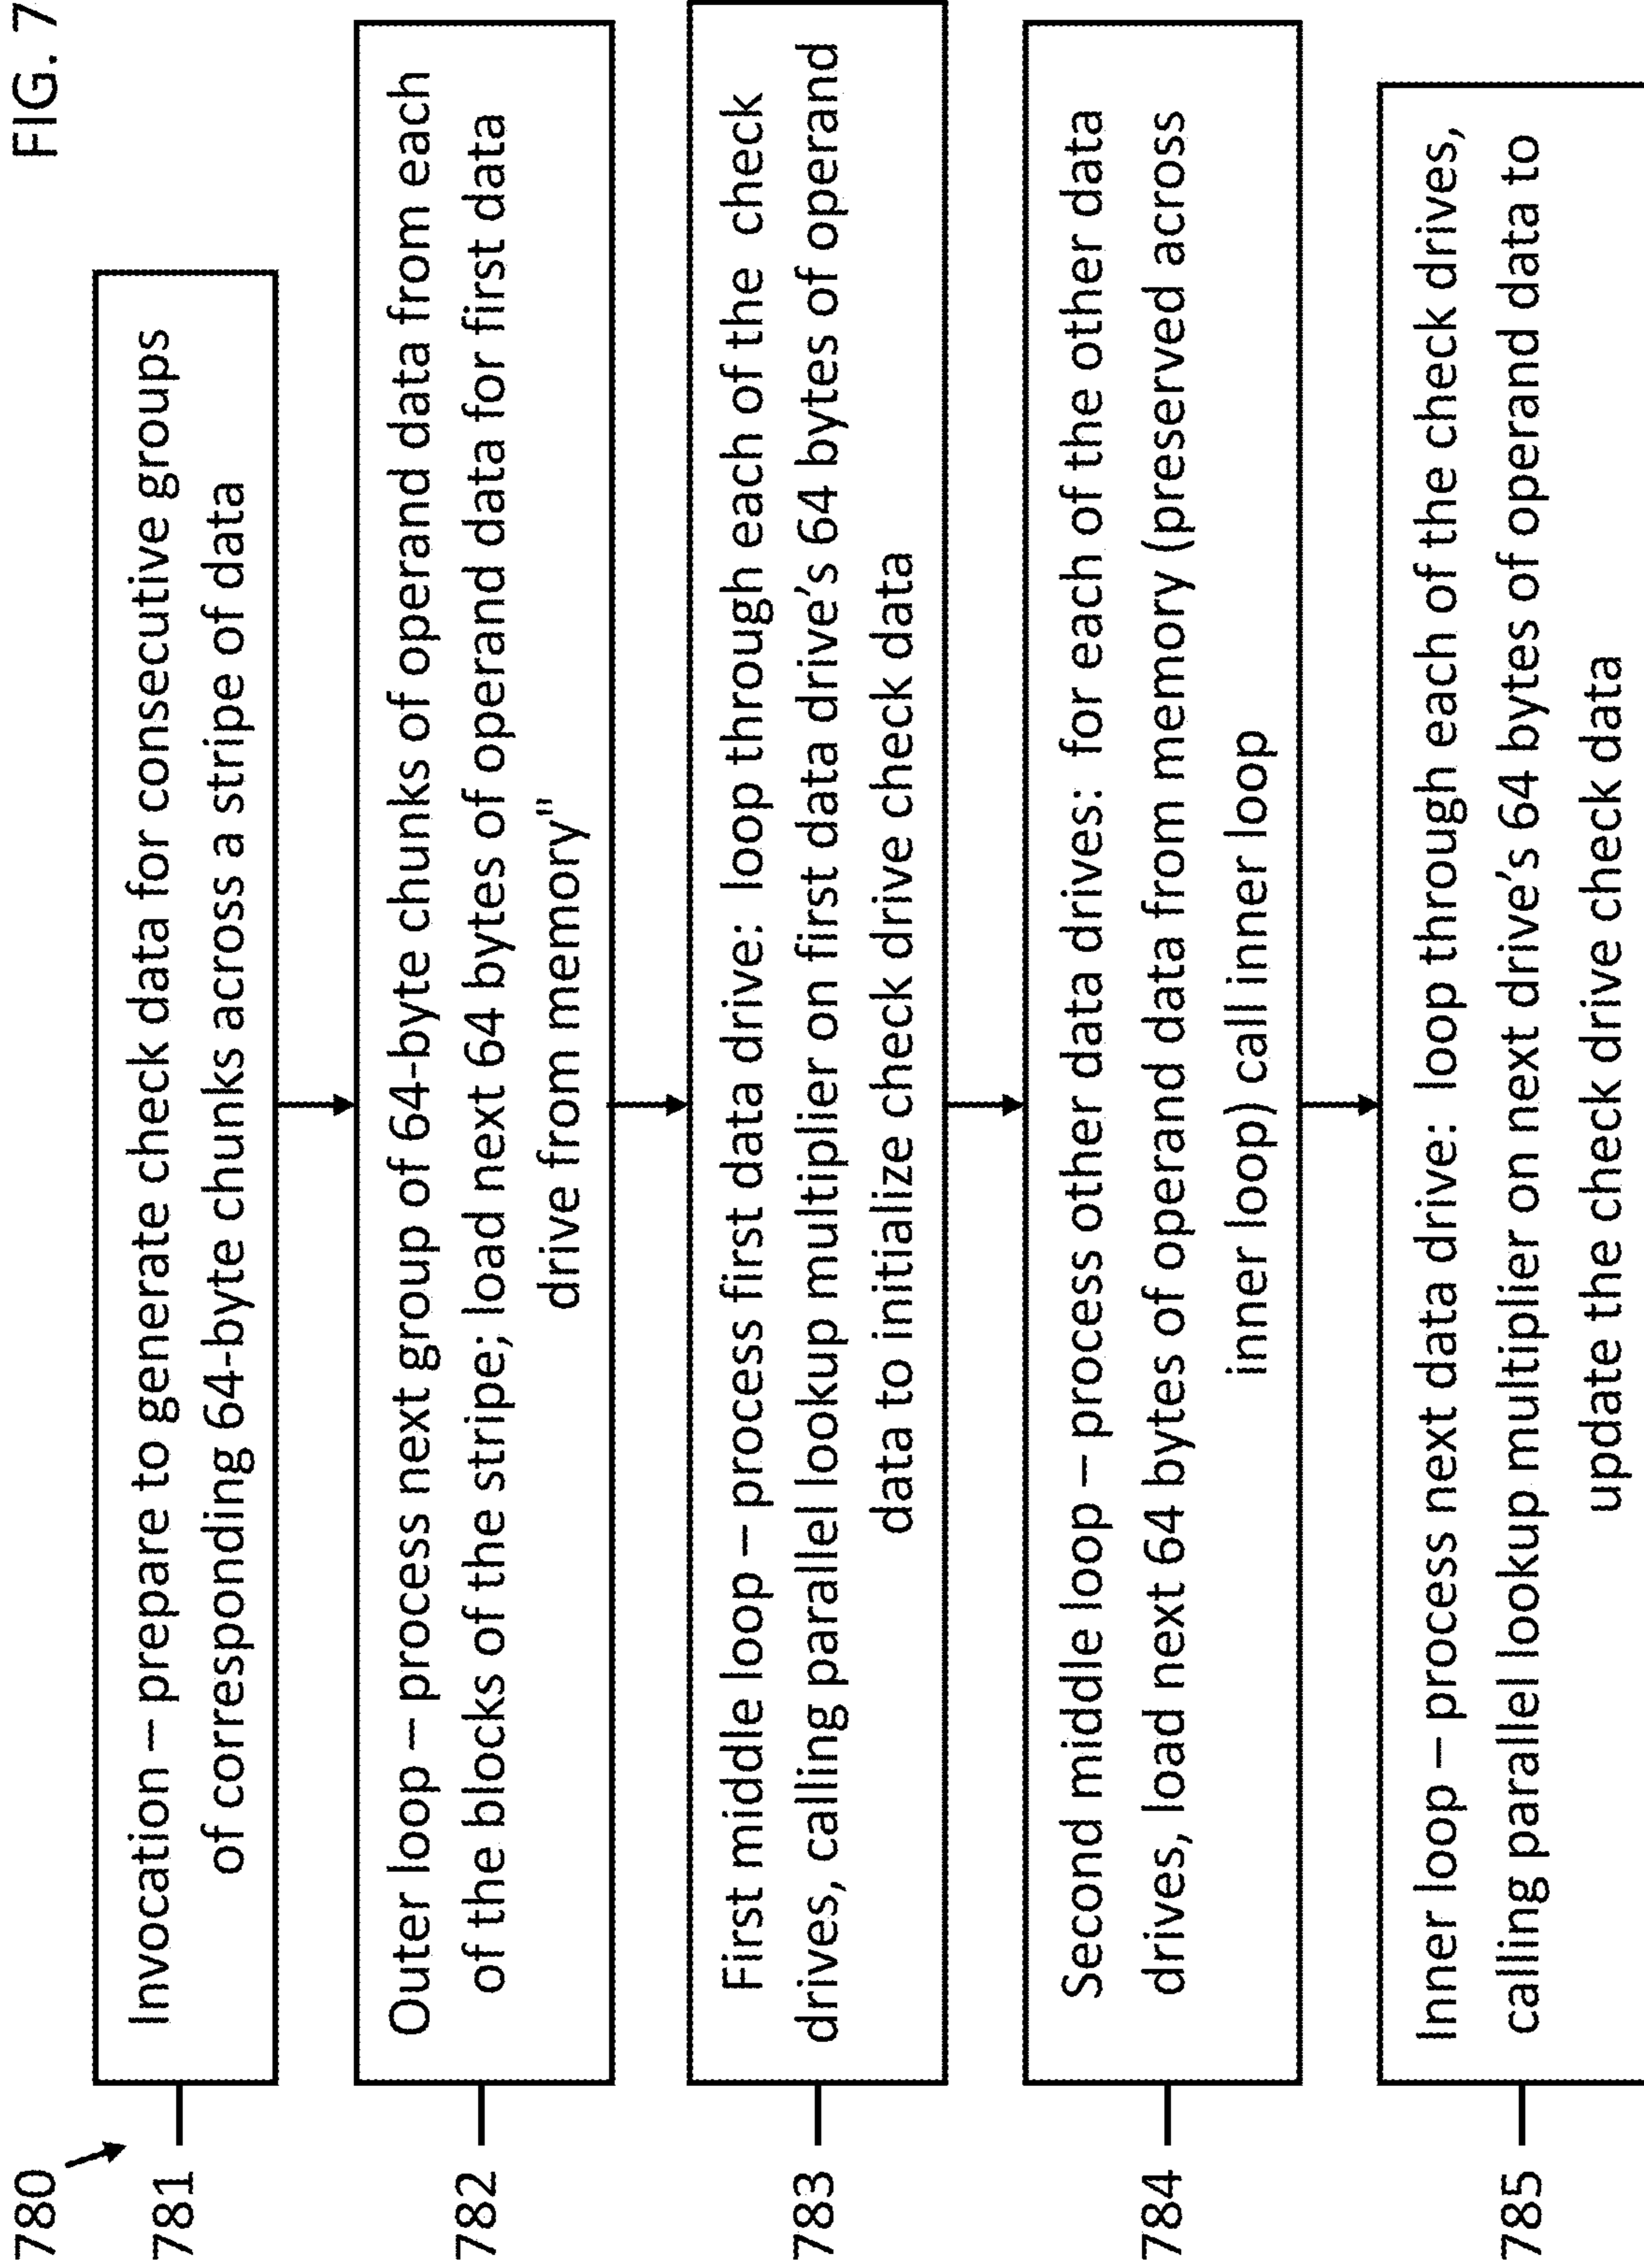 FIG. 7
780
781
Invocation – prepare to generate check data for consecutive groups
of corresponding 64-byte chunks across a stripe of data
782
Outer loop – process next group of 64-byte chunks of operand data from each
of the blocks of the stripe; load next 64 bytes of operand data for first data
drive from memory"
783
First middle loop – process first data drive: loop through each of the check
drives, calling parallel lookup multiplier on first data drive's 64 bytes of operand
data to initialize check drive check data
784
Second middle loop – process other data drives: for each of the other data
drives, load next 64 bytes of operand data from memory (preserved across
inner loop) call inner loop
785
Inner loop – process next data drive: loop through each of the check drives,
calling parallel lookup multiplier on next drive's 64 bytes of operand data to
update the check drive check data